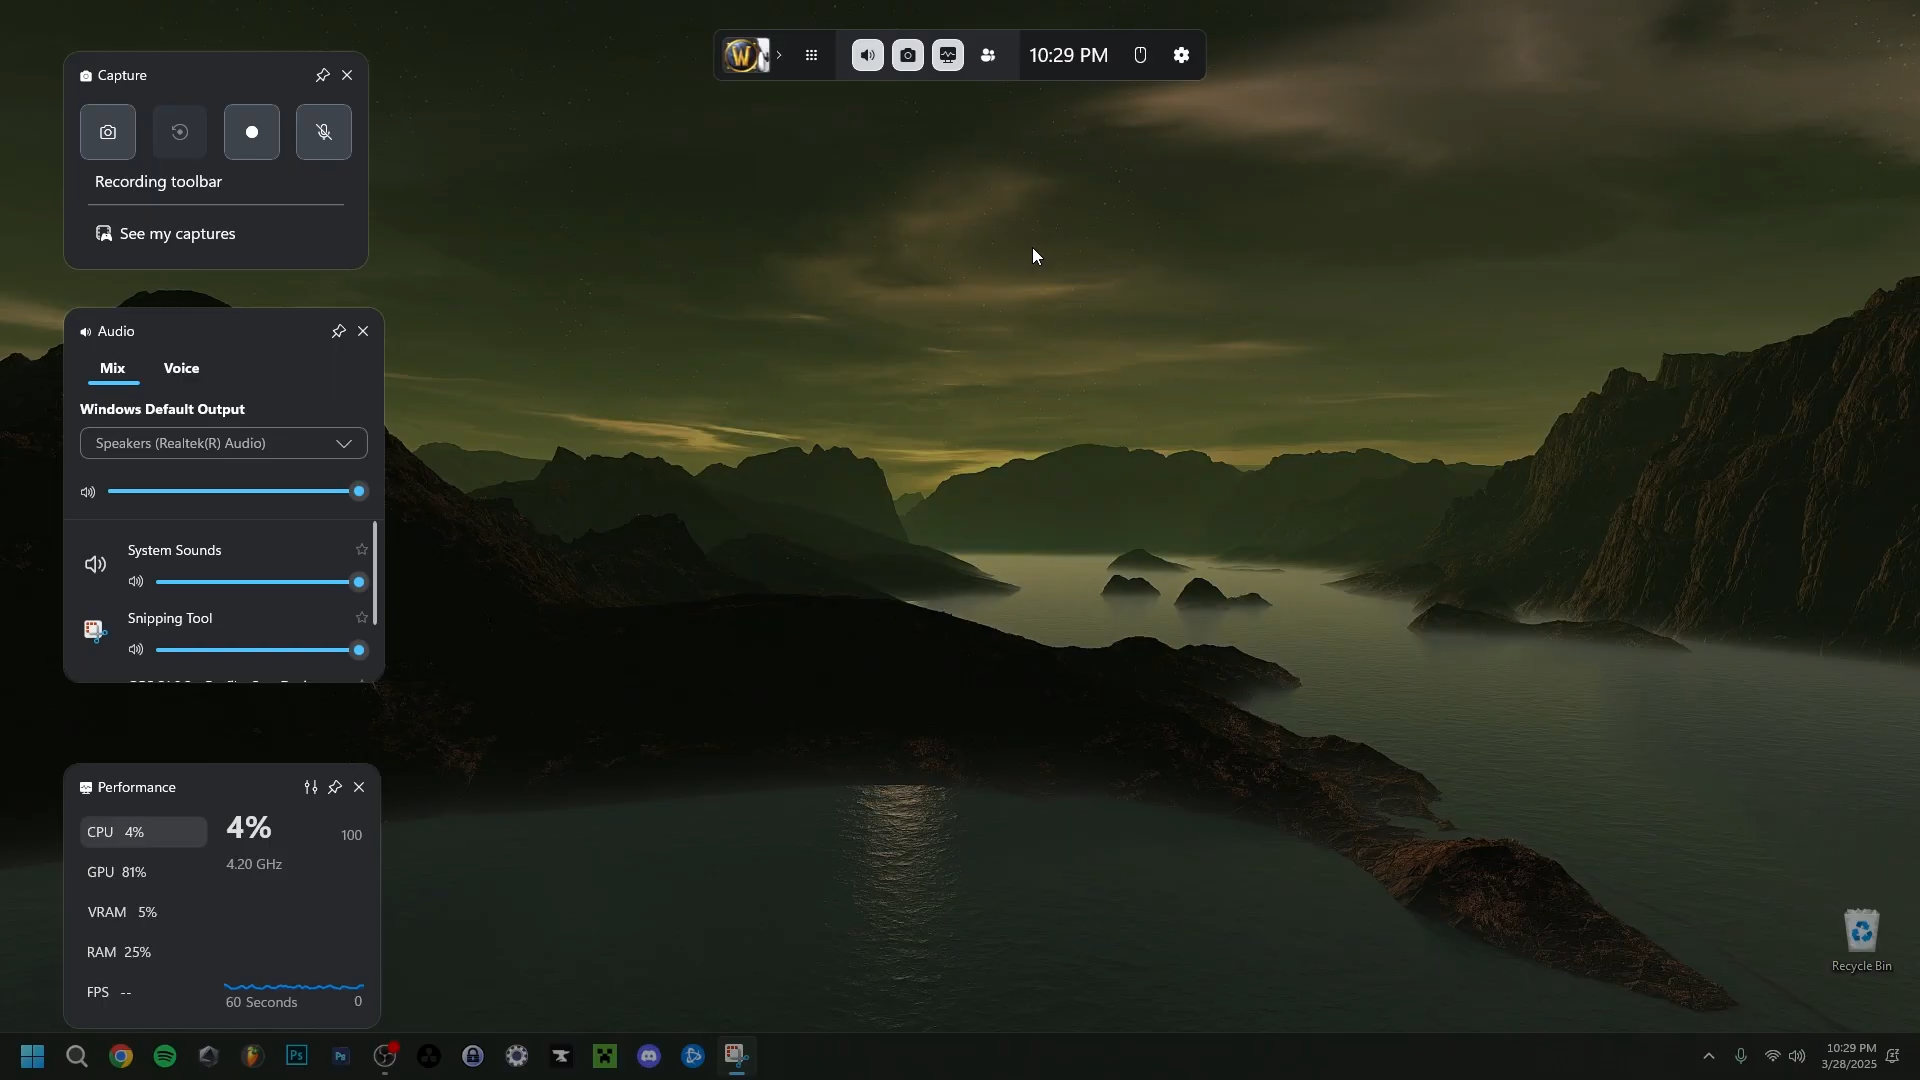 Capture
10:29 PM
Recording toolbar
See my captures
Audio
Mix
Voice
Windows Default Output
Speakers (Realtek(R) Audio)
System Sounds
Snipping Tool
Performance
CPU 4%
4%
100
4.20 GHz
GPU 81%
VRAM 5%
RAM 25%
FPS --
60 Seconds
0
Recycle Bin
Ps
Ps
10:29 PM
3/28/2025